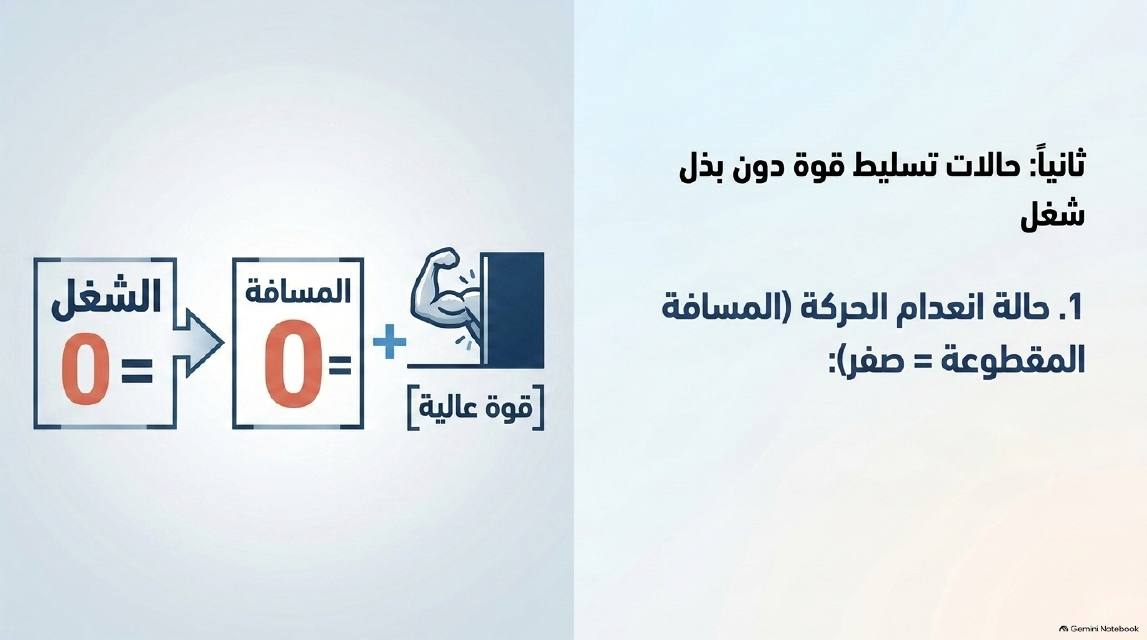 ثانياً: حالات تسليط قوة دون بذل
شغل
1. حالة انعدام الحركة (المسافة
المقطوعة = صفر):
[قوة عالية]
+
المسافة
= 0
الشغل
= 0
Gemini Notebook